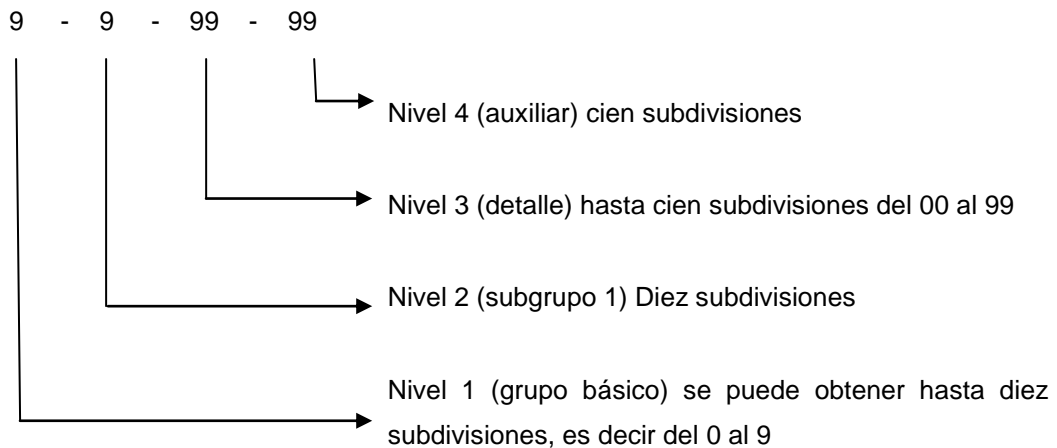 9 - 9 - 99 - 99
Nivel 4 (auxiliar) cien subdivisiones
Nivel 3 (detalle) hasta cien subdivisiones del 00 al 99
Nivel 2 (subgrupo 1) Diez subdivisiones
Nivel 1 (grupo básico) se puede obtener hasta diez
subdivisiones, es decir del 0 al 9